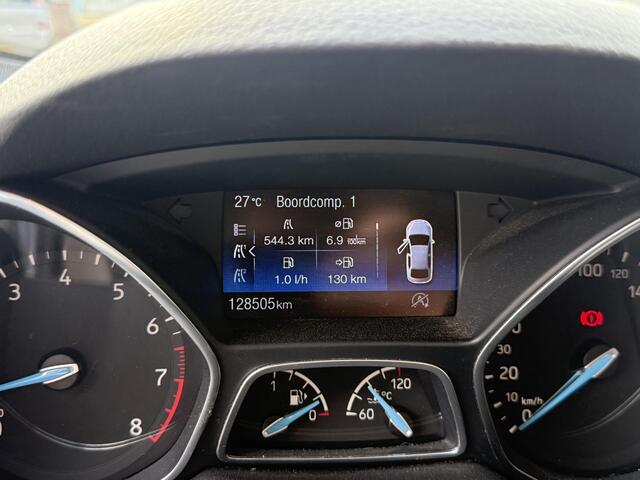 27°C Boordcomp. 1
544.3 km 6.9 l/100km
1.0 l/h 130 km
128505km
3 4 5 6 7 8
1 0
60 120 °C
0 10 20 30 100 120 14
km/h